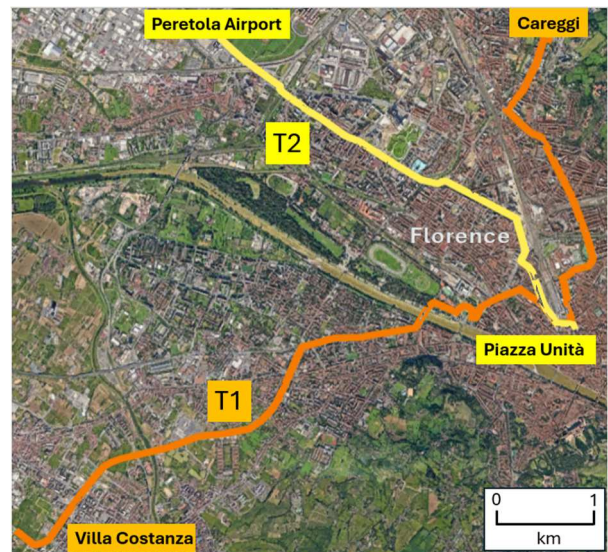 Peretola Airport
Careggi
T2
Florence
Piazza Unità
T1
Villa Costanza
0 1
km